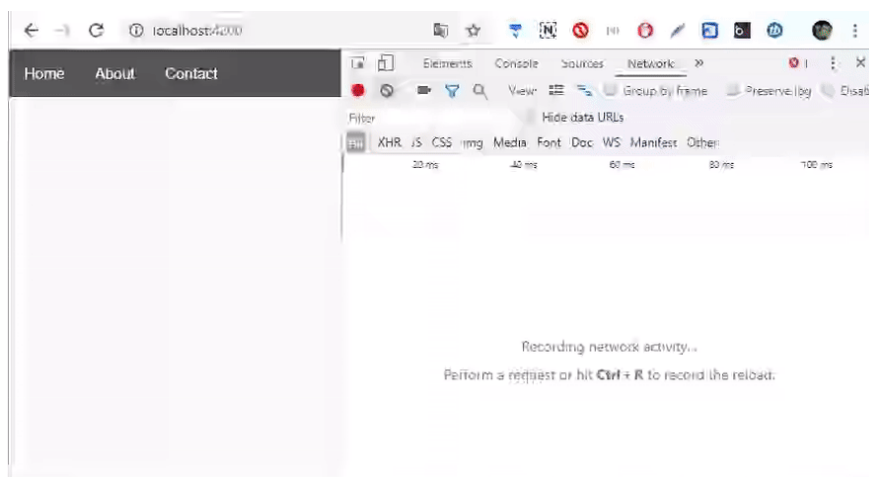 localhost:4200
Home About Contact
Elements Console Sources Network »
View: Group by frame Preserve log
Filter Hide data URLs
XHR JS CSS Img Media Font Doc WS Manifest Other
20 ms 40 ms 60 ms 80 ms 100 ms
Recording network activity...
Perform a request or hit Ctrl + R to record the reload.